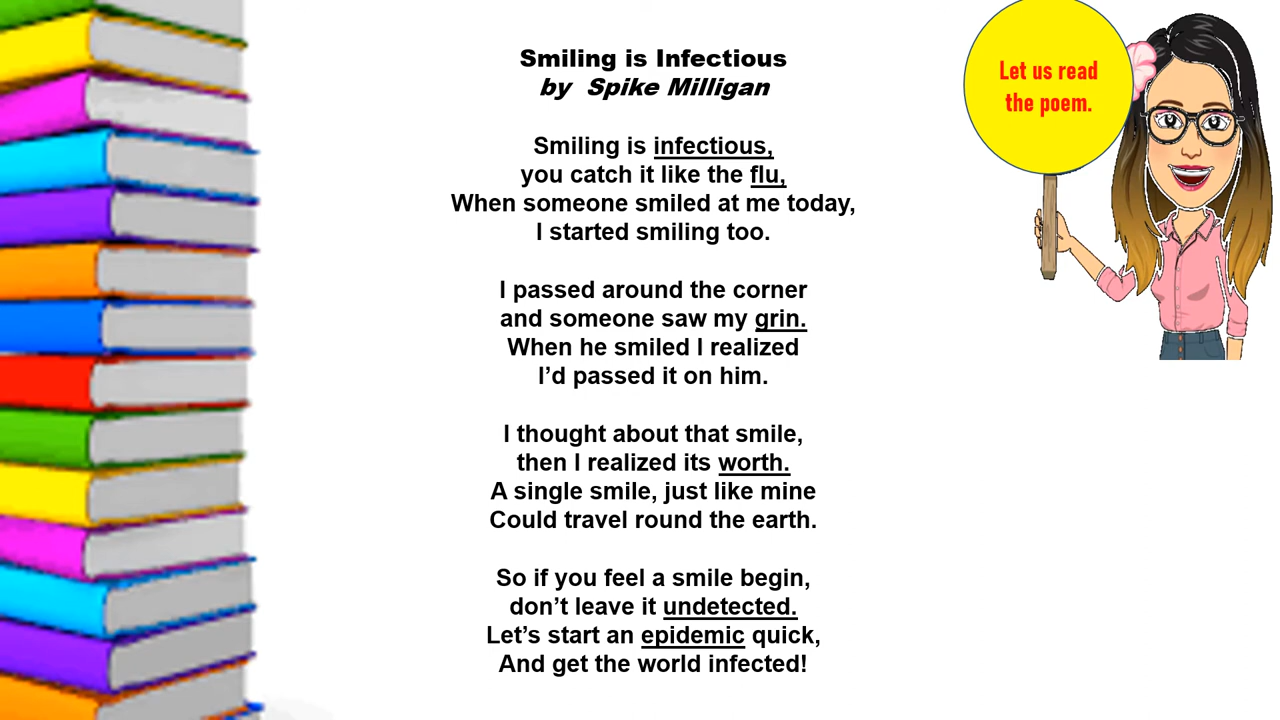 Smiling is Infectious
by Spike Milligan
Smiling is infectious,
you catch it like the flu,
When someone smiled at me today,
I started smiling too.
I passed around the corner
and someone saw my grin.
When he smiled I realized
I’d passed it on him.
I thought about that smile,
then I realized its worth.
A single smile, just like mine
Could travel round the earth.
So if you feel a smile begin,
don’t leave it undetected.
Let’s start an epidemic quick,
And get the world infected!
Let us read
the poem.